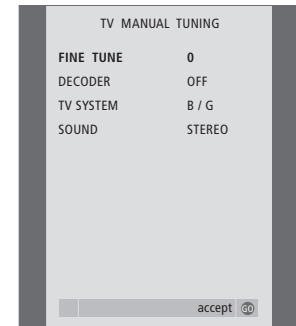 TV MANUAL TUNING
FINE TUNE 0
DECODER OFF
TV SYSTEM B / G
SOUND STEREO
accept GO